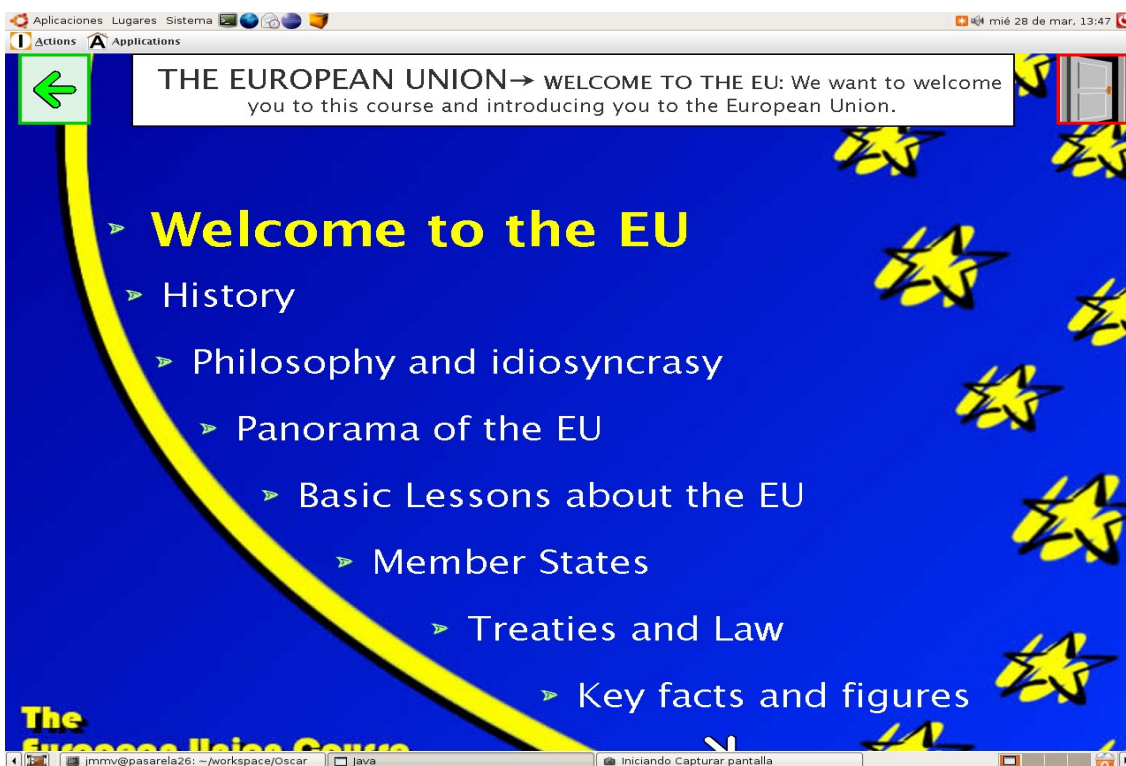 Aplicaciones Lugares Sistema mié 28 de mar, 13:47
Actions Applications
THE EUROPEAN UNION→ WELCOME TO THE EU: We want to welcome
you to this course and introducing you to the European Union.
Welcome to the EU
History
Philosophy and idiosyncrasy
Panorama of the EU
Basic Lessons about the EU
Member States
Treaties and Law
Key facts and figures
The
European Union Course
jmmv@pasarela26: ~/workspace/Oscar Java Iniciando Capturar pantalla